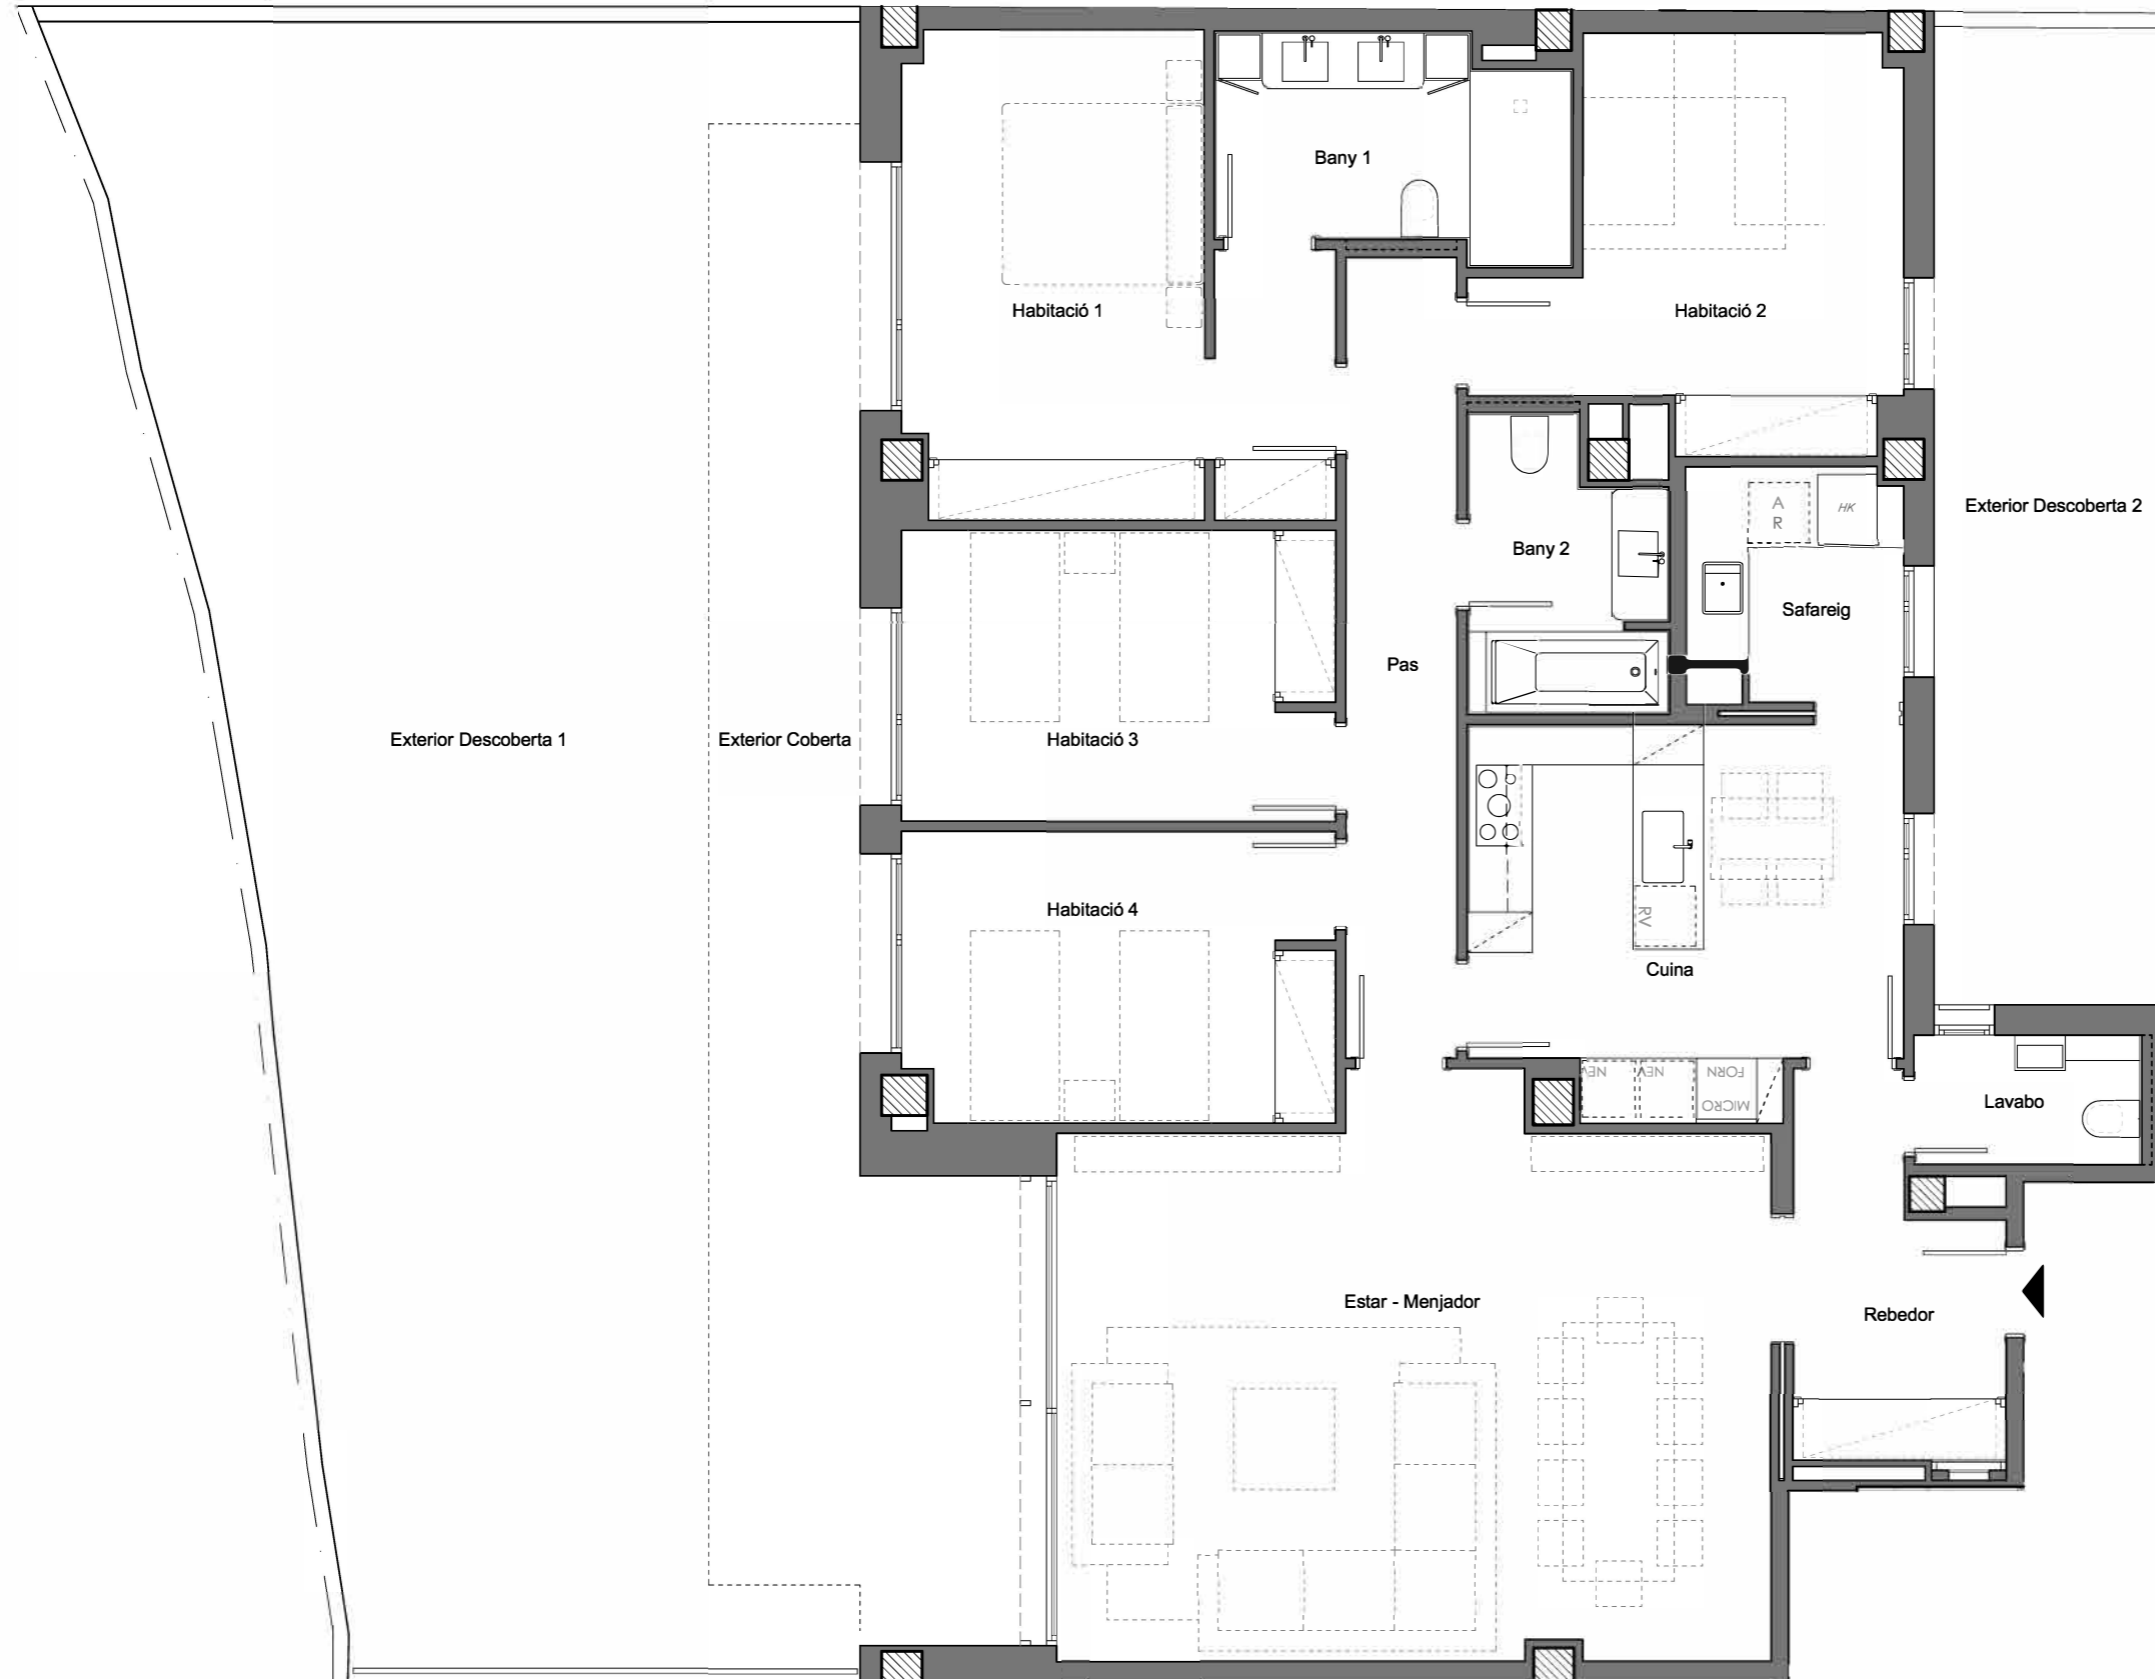 Bany 1
Habitació 1
Habitació 2
A
R
HK
Exterior Descoberta 2
Bany 2
Safareig
Pas
Exterior Descoberta 1
Exterior Coberta
Habitació 3
Habitació 4
RV
Cuina
NEV
NEV
FORN
MICRO
Lavabo
Estar - Menjador
Rebedor